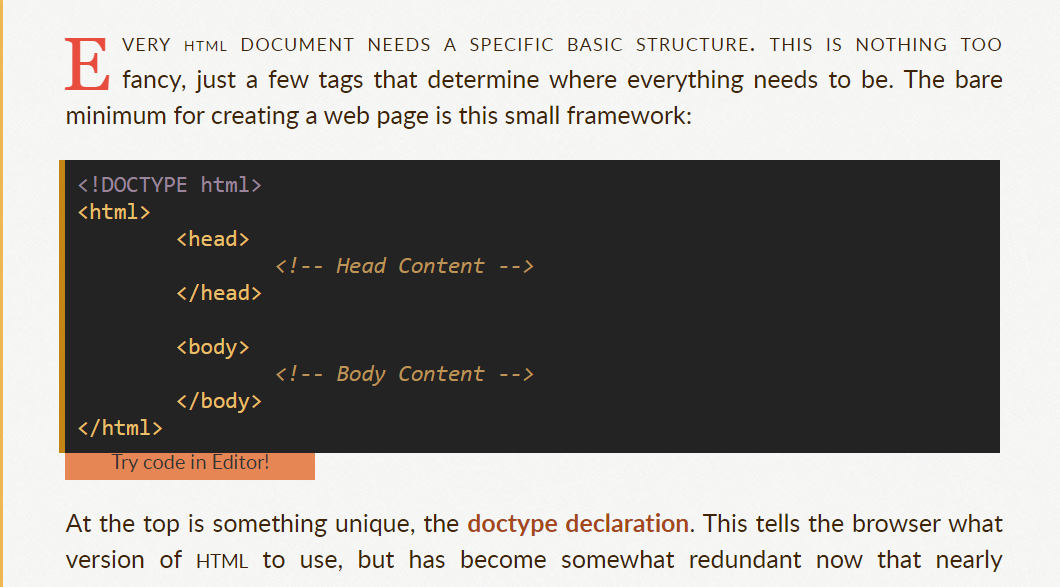 EVERY HTML DOCUMENT NEEDS A SPECIFIC BASIC STRUCTURE. THIS IS NOTHING TOO
fancy, just a few tags that determine where everything needs to be. The bare
minimum for creating a web page is this small framework:
<!DOCTYPE html>
<html>
<head>
<!-- Head Content -->
</head>
<body>
<!-- Body Content -->
</body>
</html>
Try code in Editor!
At the top is something unique, the doctype declaration. This tells the browser what
version of HTML to use, but has become somewhat redundant now that nearly